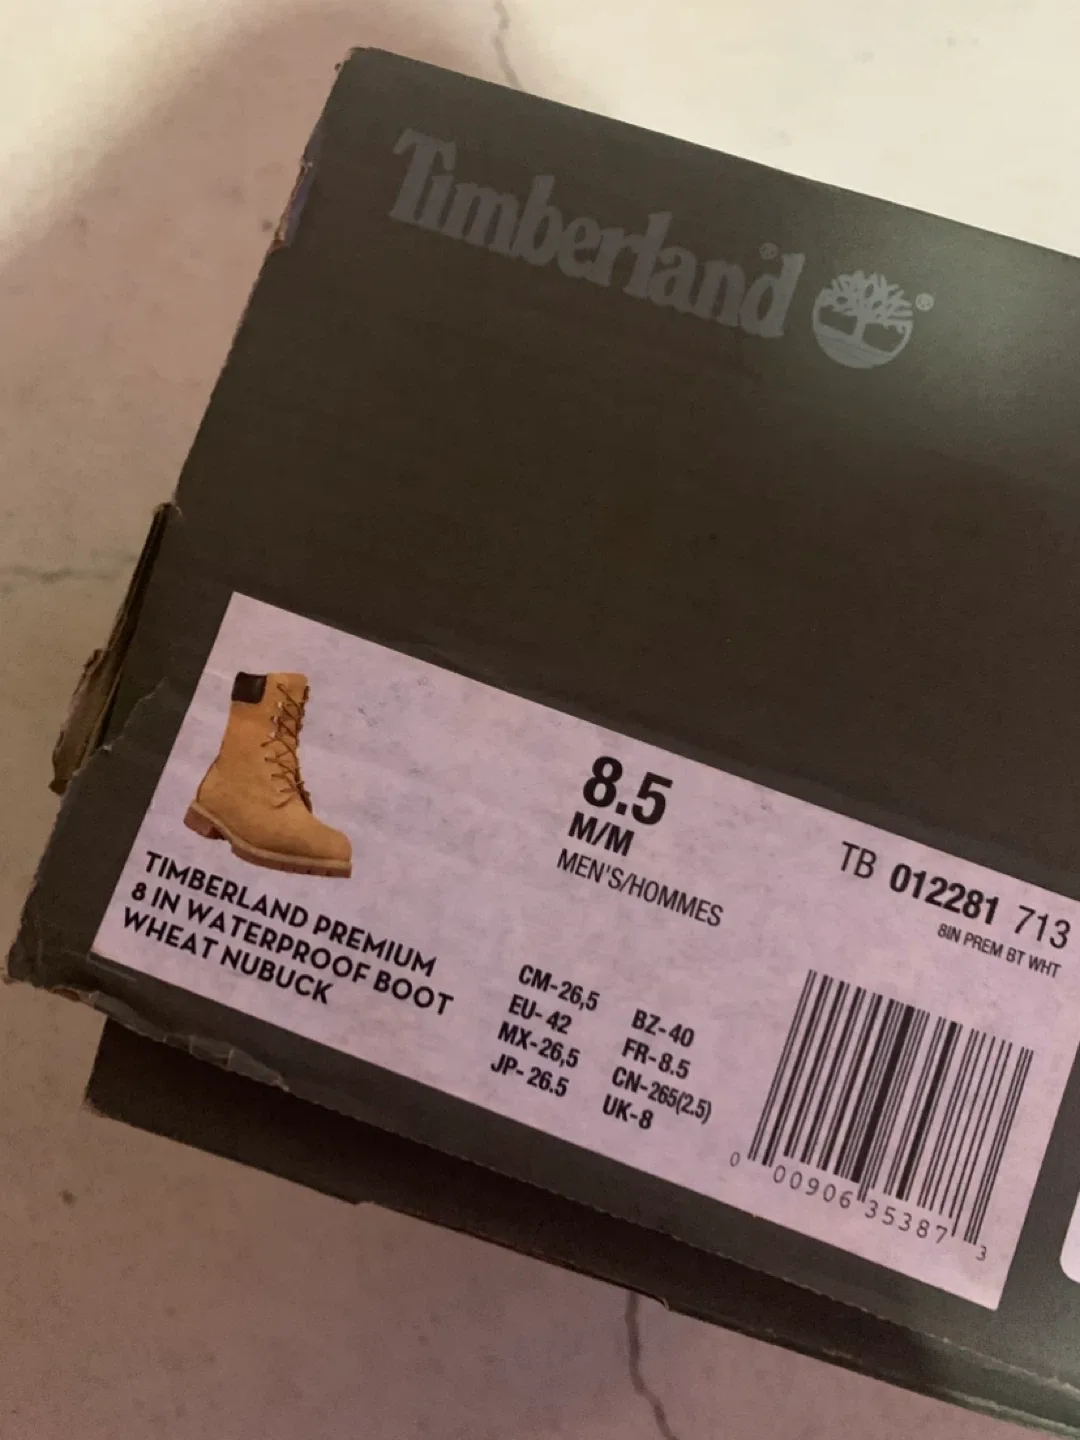 Timberland®
®
8.5
M/M
MEN'S/HOMMES
TB 012281 713
8IN PREM BT WHT
TIMBERLAND PREMIUM
8 IN WATERPROOF BOOT
WHEAT NUBUCK
CM-26,5
EU- 42
MX-26,5
JP- 26.5
BZ-40
FR-8.5
CN-265(2.5)
UK-8
0 00906 35387 3